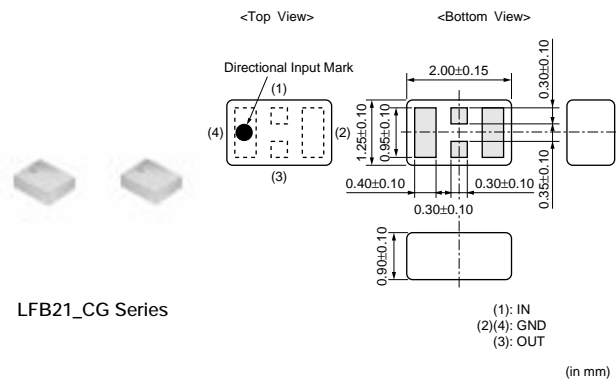 <Top View>
<Bottom View>
Directional Input Mark
(1)
(4)
(2)
(3)
2.00±0.15
0.30±0.10
1.25±0.10
0.95±0.10
0.35±0.10
0.40±0.10
0.30±0.10
0.30±0.10
0.90±0.10
LFB21_CG Series
(1): IN
(2)(4): GND
(3): OUT
(in mm)